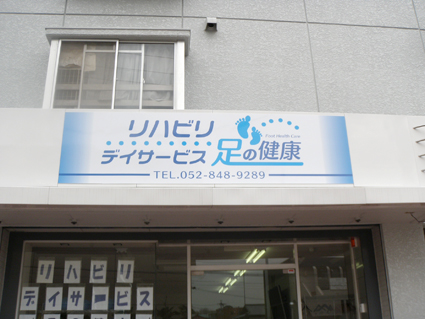 リハビリ
Foot Health Care
デイサービス 足の健康
TEL.052-848-9289
リハビリ
デイサービス